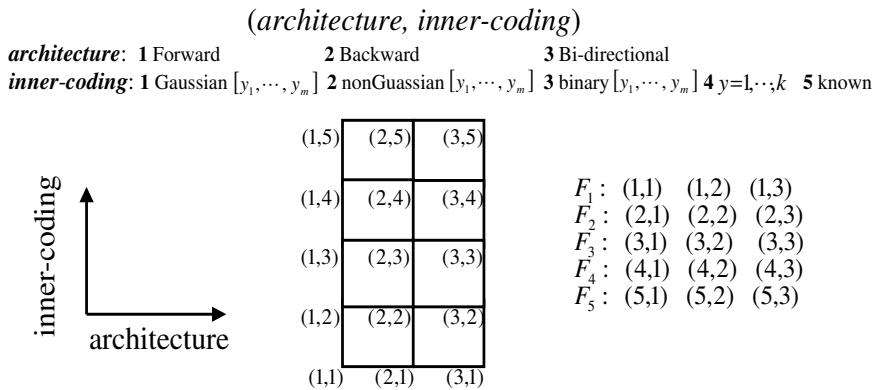 (architecture, inner-coding)
architecture: 1 Forward 2 Backward 3 Bi-directional
inner-coding: 1 Gaussian [y₁,⋯, yₘ] 2 nonGuassian [y₁,⋯, yₘ] 3 binary [y₁,⋯, yₘ] 4 y=1,⋯,k 5 known
(1,5) (2,5) (3,5)
(1,4) (2,4) (3,4)
(1,3) (2,3) (3,3)
(1,2) (2,2) (3,2)
(1,1) (2,1) (3,1)
inner-coding
architecture
F₁: (1,1) (1,2) (1,3)
F₂: (2,1) (2,2) (2,3)
F₃: (3,1) (3,2) (3,3)
F₄: (4,1) (4,2) (4,3)
F₅: (5,1) (5,2) (5,3)